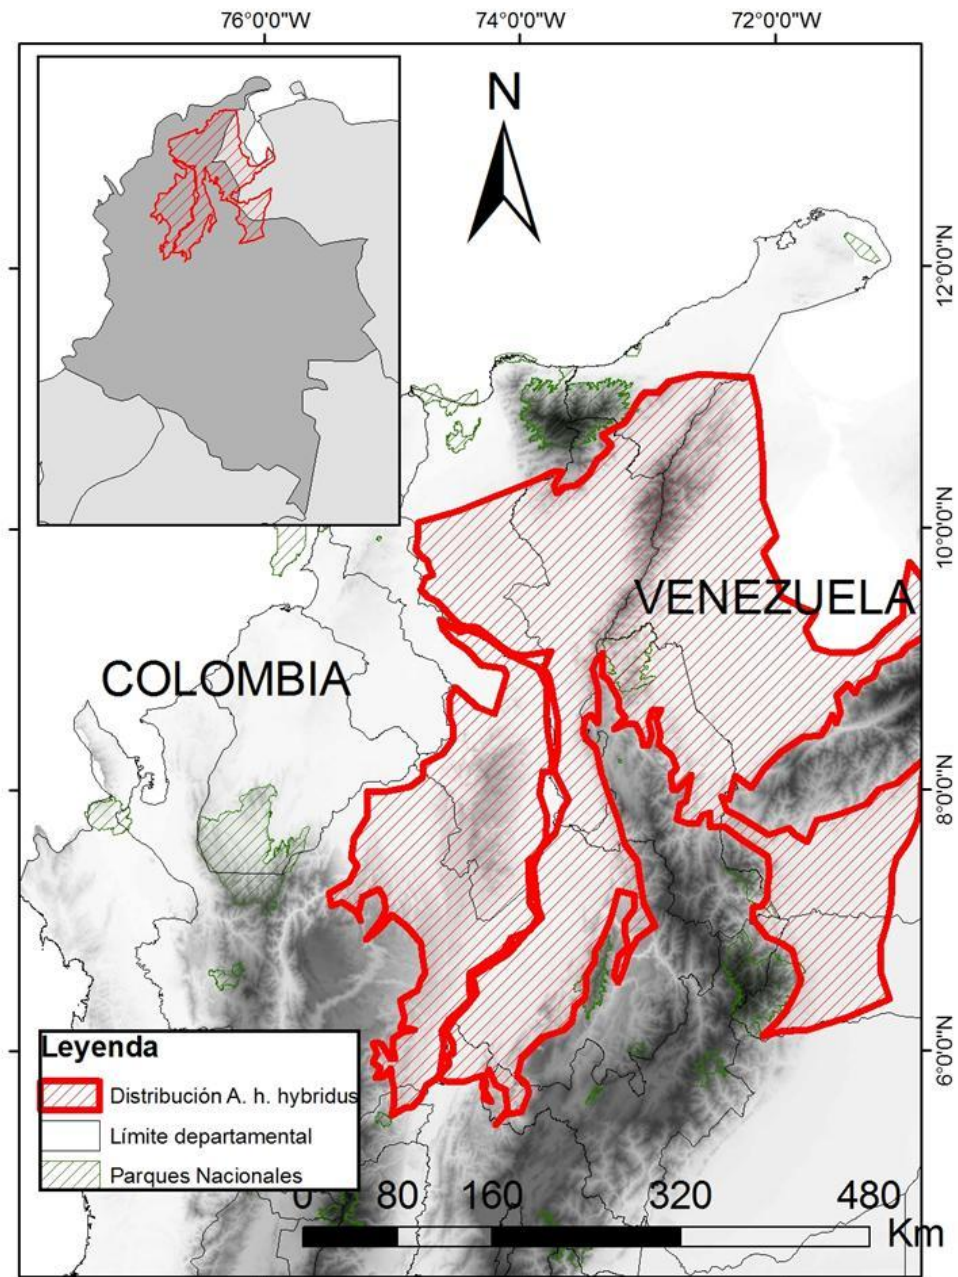 76°0'0"W
74°0'0"W
72°0'0"W
N
12°0'0"N
10°0'0"N
VENEZUELA
COLOMBIA
8°0'0"N
6°0'0"N
Leyenda
Distribución A. h. hybridus
Límite departamental
Parques Nacionales
0 80 160 320 480
Km